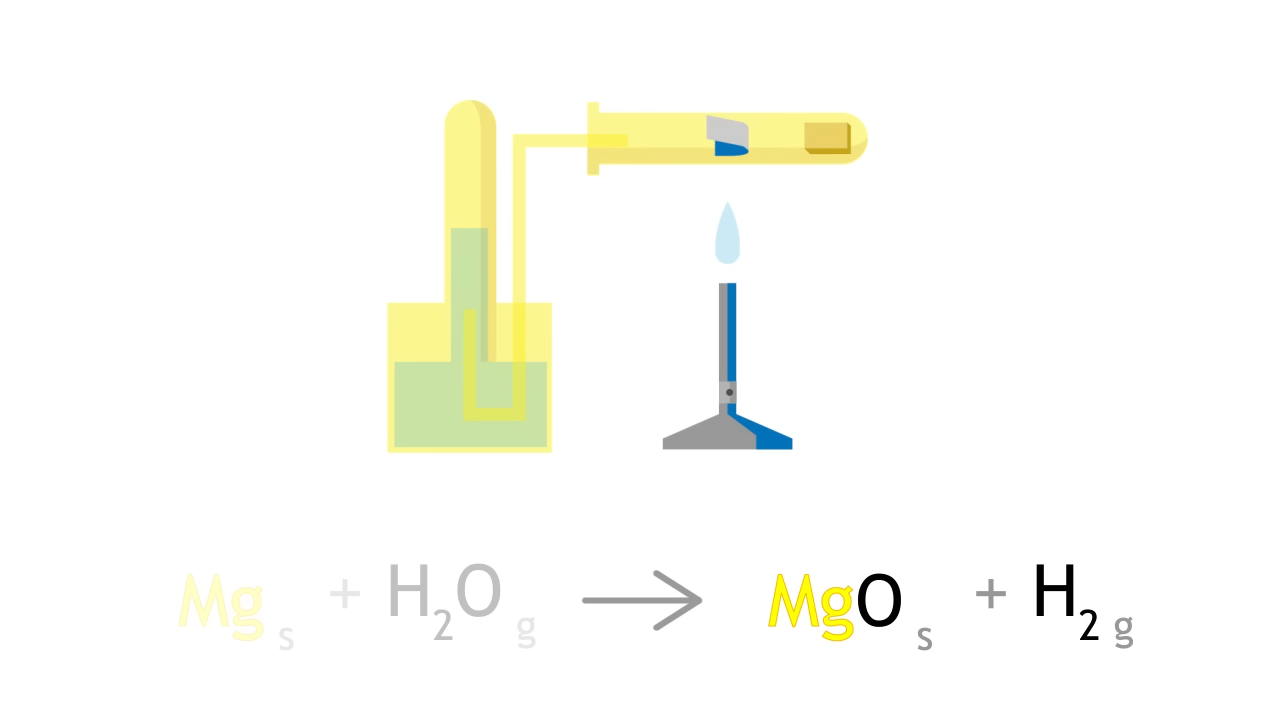 Mg s + H2O g → MgO s + H2 g